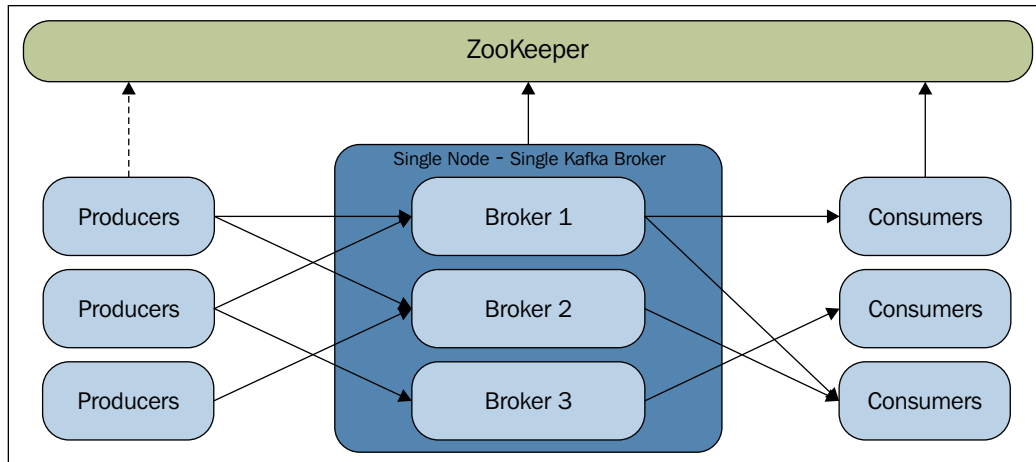 ZooKeeper
Single Node - Single Kafka Broker
Producers
Broker 1
Consumers
Producers
Broker 2
Consumers
Producers
Broker 3
Consumers